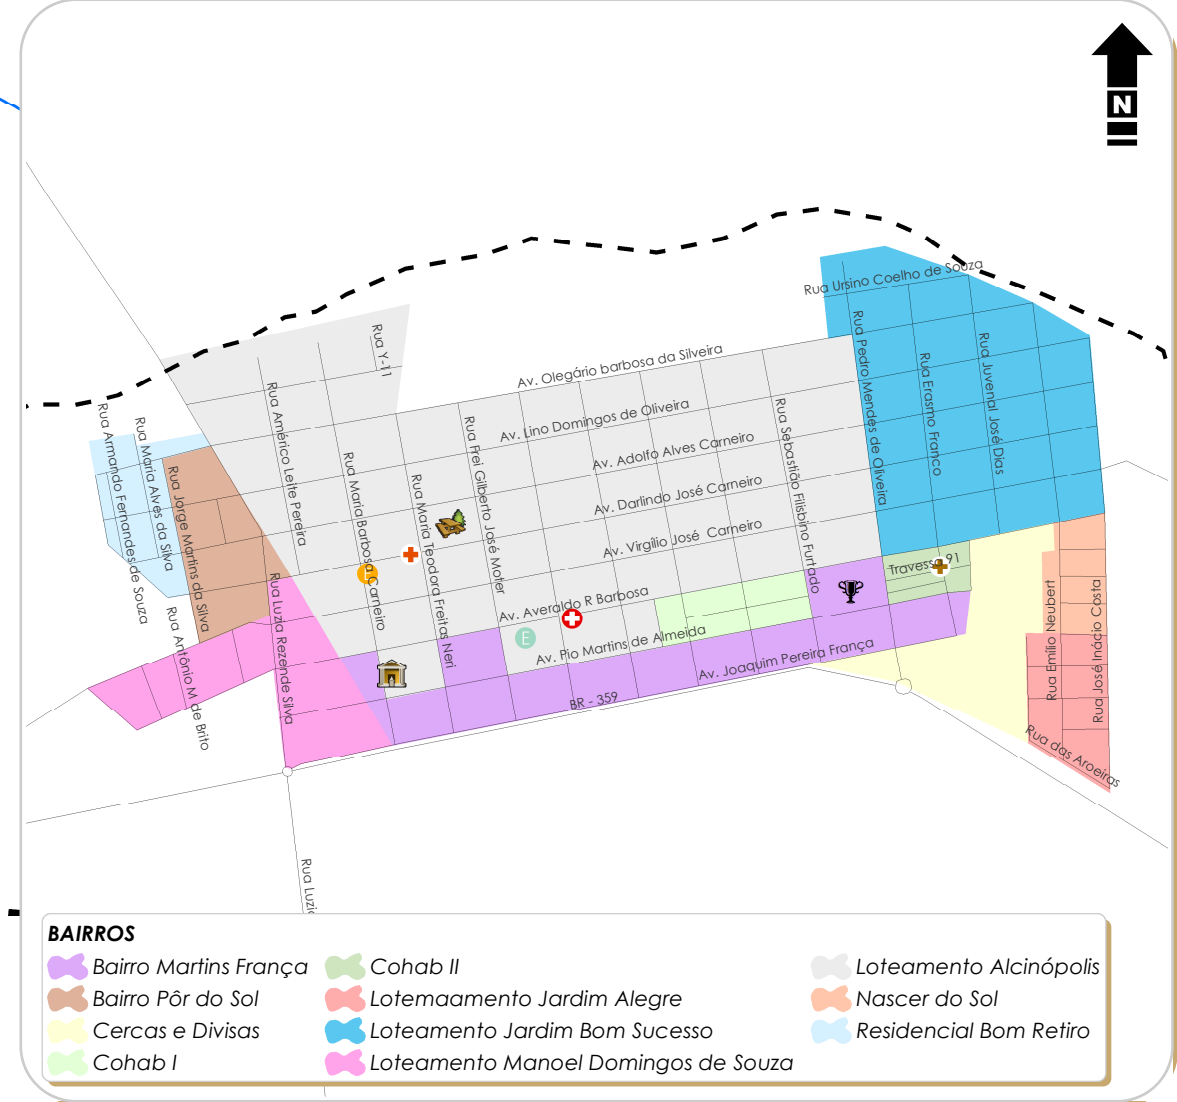 N
Rua Ursino Coelho de Souza
Rua Y-11
Rua Pedro Mendes de Oliveira
Rua Erasmo Franco
Rua Juvenal José Dias
Av. Olegário barbosa da Silveira
Av. Lino Domingos de Oliveira
Av. Adolfo Alves Carneiro
Av. Darlindo José Carneiro
Av. Virgílio José Carneiro
Av. Averaldo R Barbosa
Av. Pio Martins de Almeida
Av. Joaquim Pereira França
BR - 359
Travessa 91
Rua Sebastião Filisbino Furtado
Rua Frei Gilberto José Moter
Rua Maria Teodora Freitas Neri
Rua Maria Barbosa Carneiro
Rua Américo Leite Pereira
Rua Armando Fernandes de Souza
Rua Maria Alves da Silva
Rua Jorge Martins da Silva
Rua Antônio M de Brito
Rua Luzia Rezende Silva
Rua Emílio Neubert
Rua José Inácio Costa
Rua das Aroeiras
E
Rua Luzia
BAIRROS
Bairro Martins França
Bairro Pôr do Sol
Cercas e Divisas
Cohab I
Cohab II
Lotemaamento Jardim Alegre
Loteamento Jardim Bom Sucesso
Loteamento Manoel Domingos de Souza
Loteamento Alcinópolis
Nascer do Sol
Residencial Bom Retiro